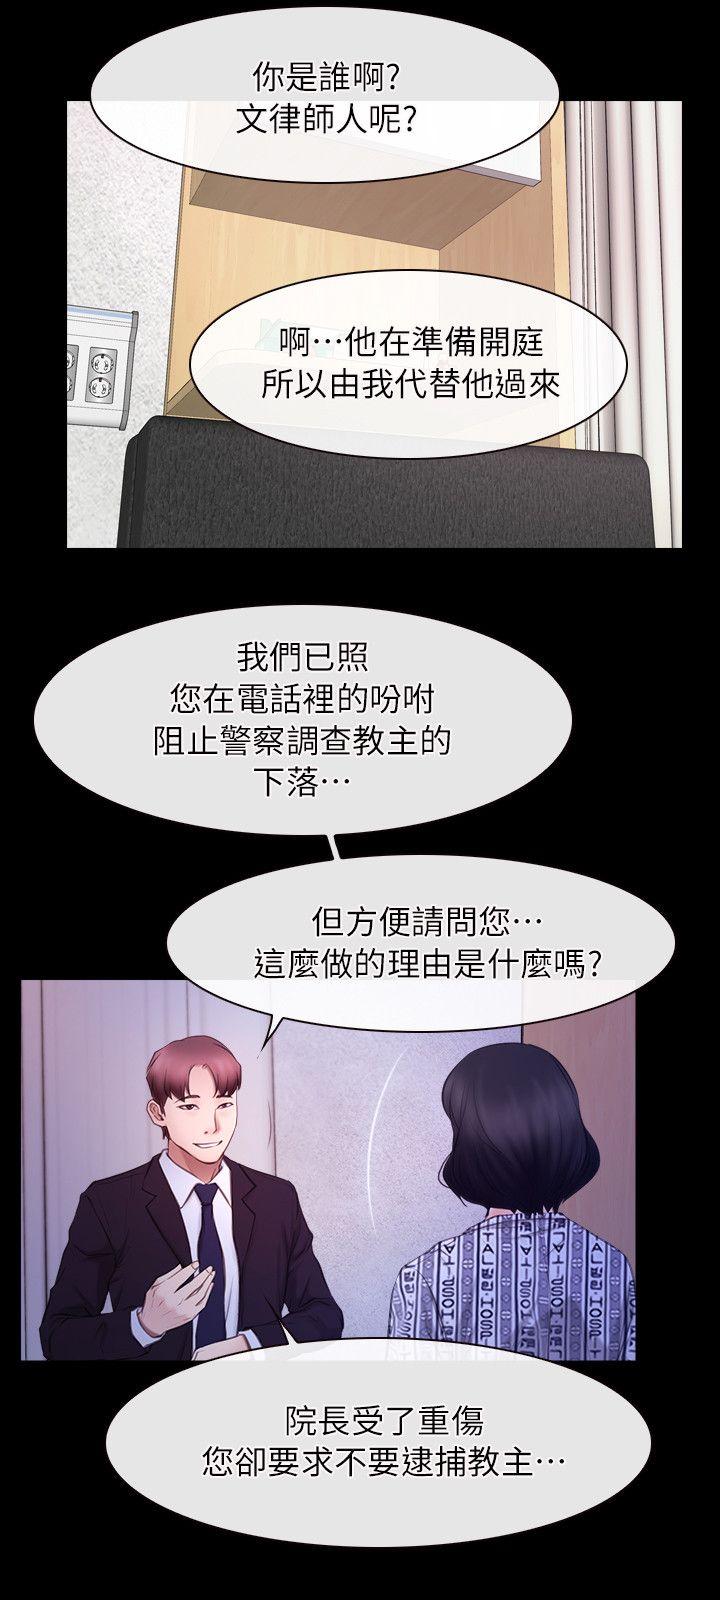 你是誰啊?
文律師人呢?
啊⋯他在準備開庭
所以由我代替他過來
我們已照
您在電話裡的吩咐
阻止警察調查教主的
下落⋯
但方便請問您⋯
這麼做的理由是什麼嗎?
院長受了重傷
您卻要求不要逮捕教主⋯